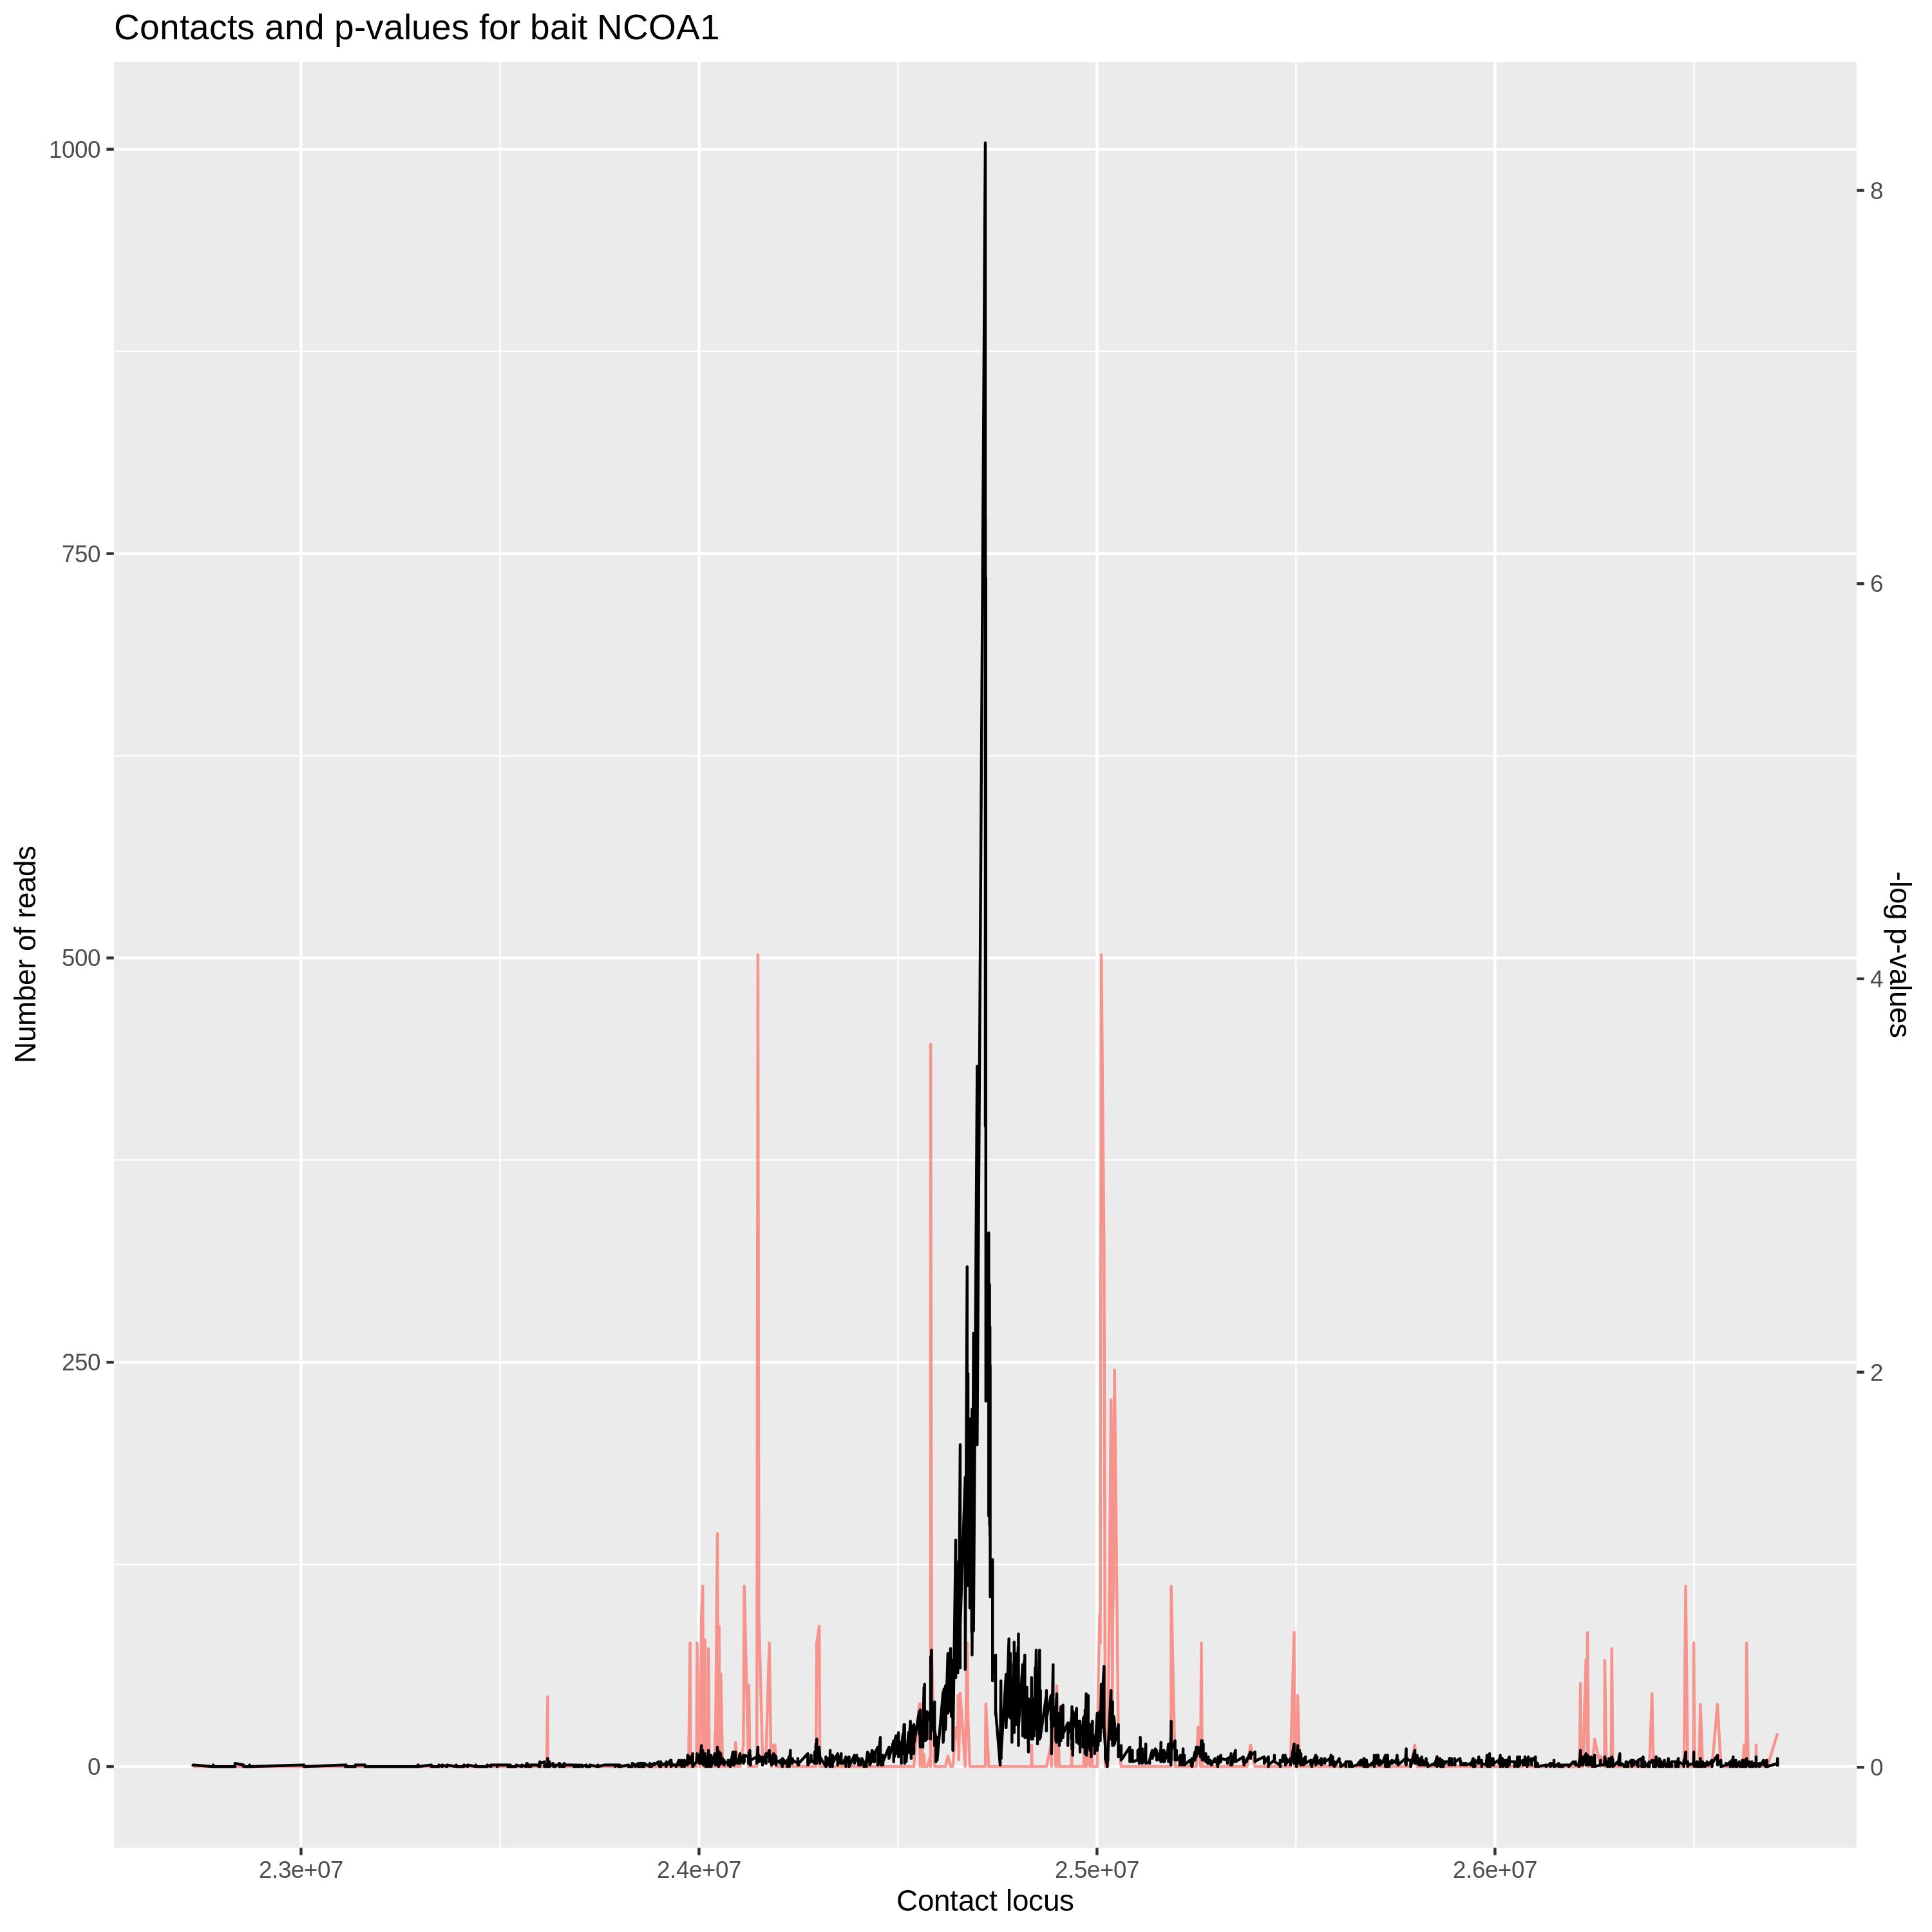 Contacts and p-values for bait NCOA1
1000
750
500
250
0
Number of reads
8
6
4
2
0
-log p-values
2.3e+07
2.4e+07
2.5e+07
2.6e+07
Contact locus